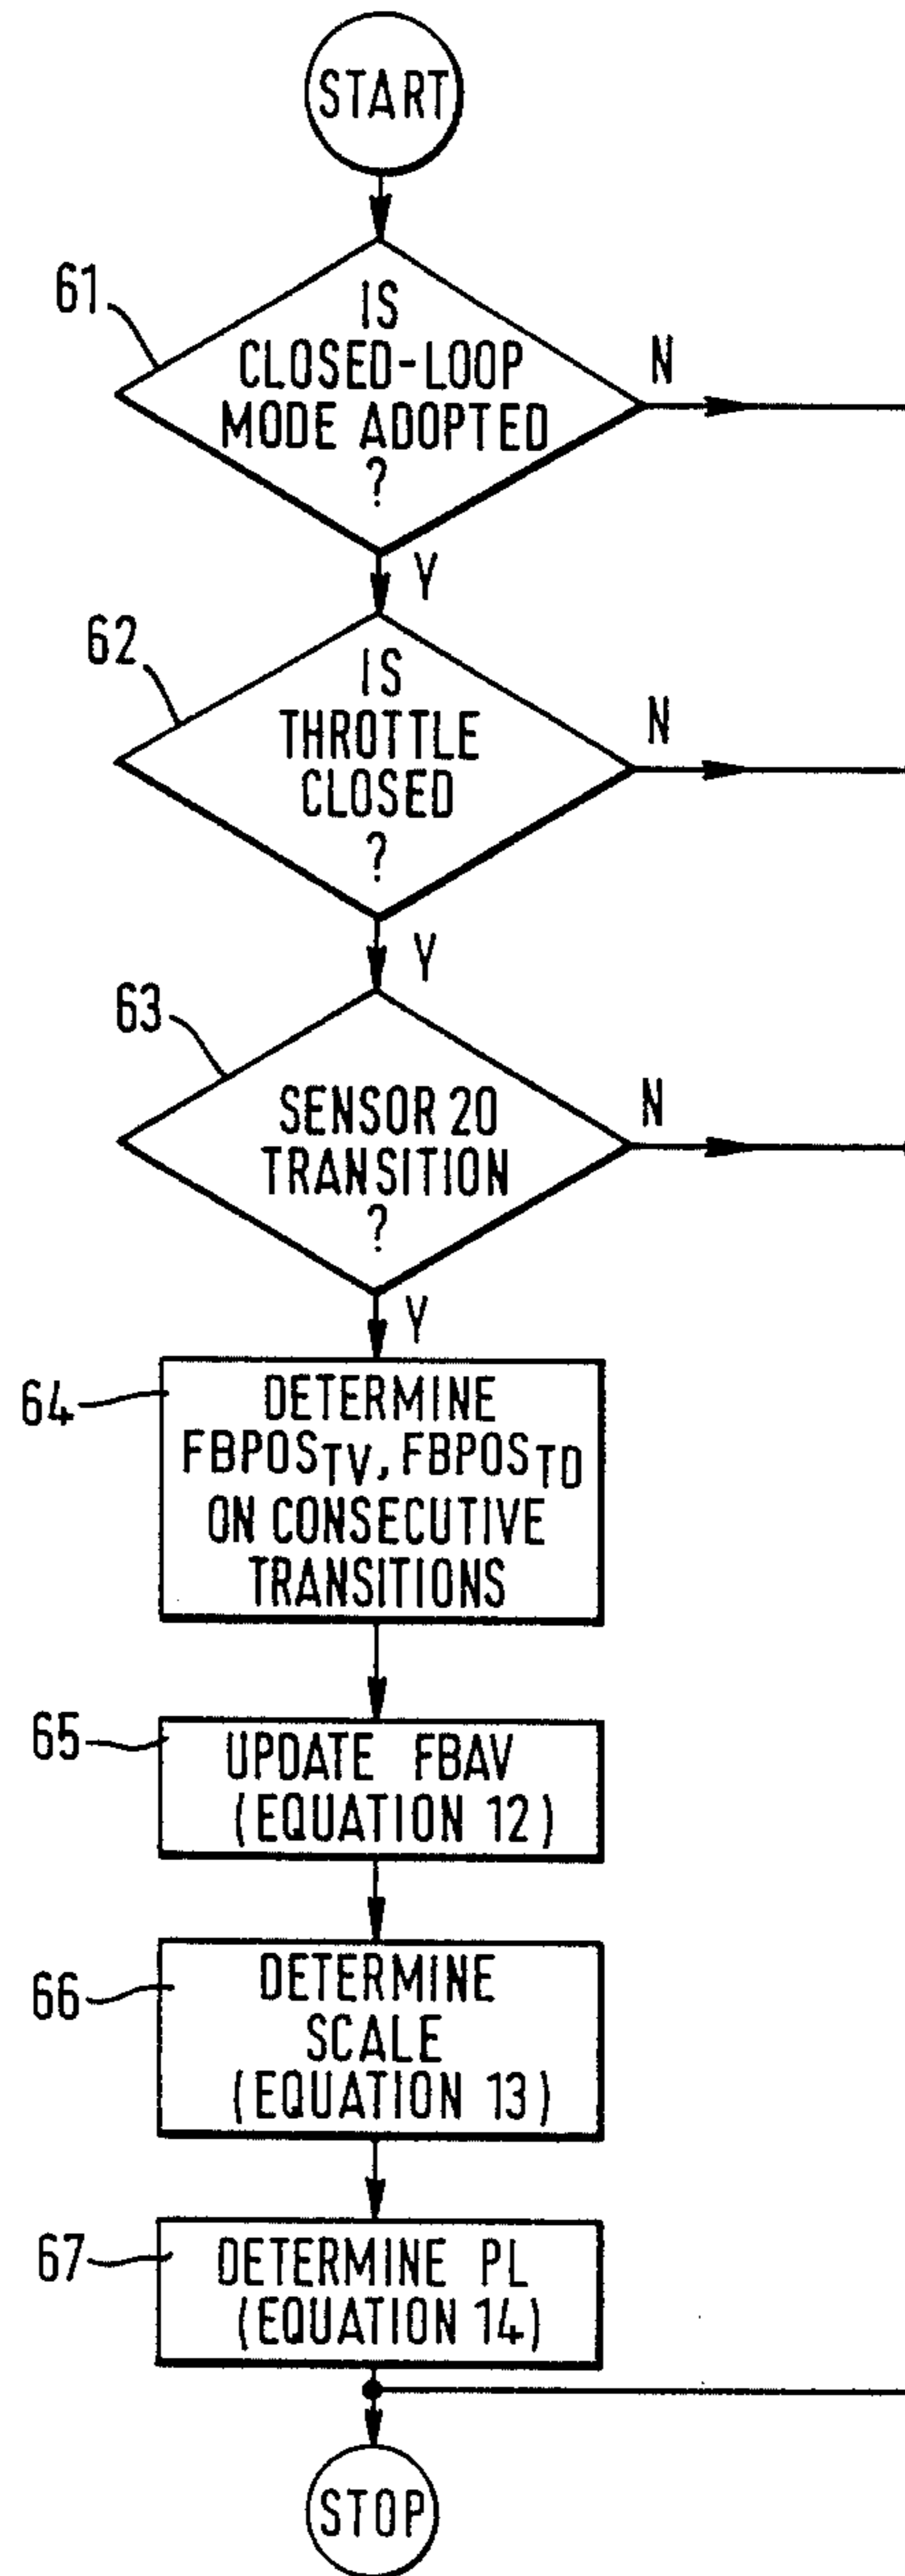 START
61
IS
CLOSED-LOOP
MODE ADOPTED
?
N
Y
62
IS
THROTTLE
CLOSED
?
N
Y
63
SENSOR 20
TRANSITION
?
N
Y
64
DETERMINE
FBPOSTV, FBPOSTD
ON CONSECUTIVE
TRANSITIONS
65
UPDATE FBAV
(EQUATION 12)
66
DETERMINE
SCALE
(EQUATION 13)
67
DETERMINE PL
(EQUATION 14)
STOP